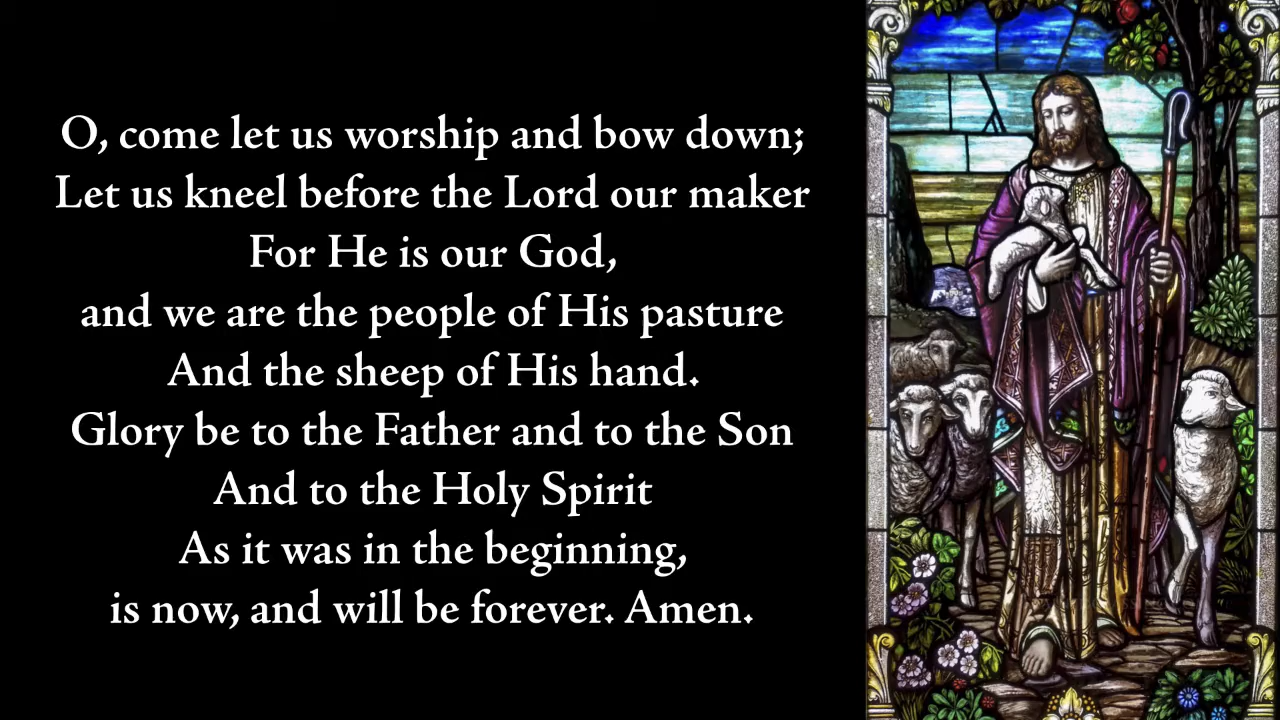 O, come let us worship and bow down;
Let us kneel before the Lord our maker
For He is our God,
and we are the people of His pasture
And the sheep of His hand.
Glory be to the Father and to the Son
And to the Holy Spirit
As it was in the beginning,
is now, and will be forever. Amen.